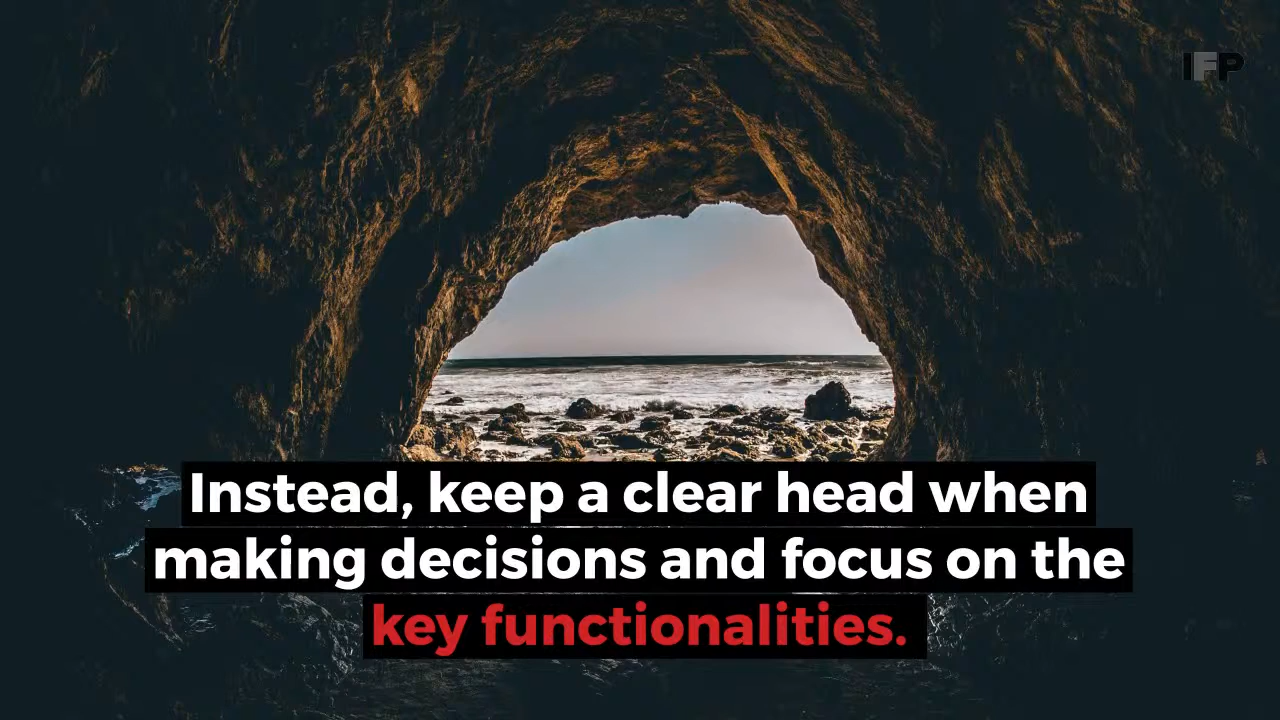 IFP
Instead, keep a clear head when
making decisions and focus on the
key functionalities.